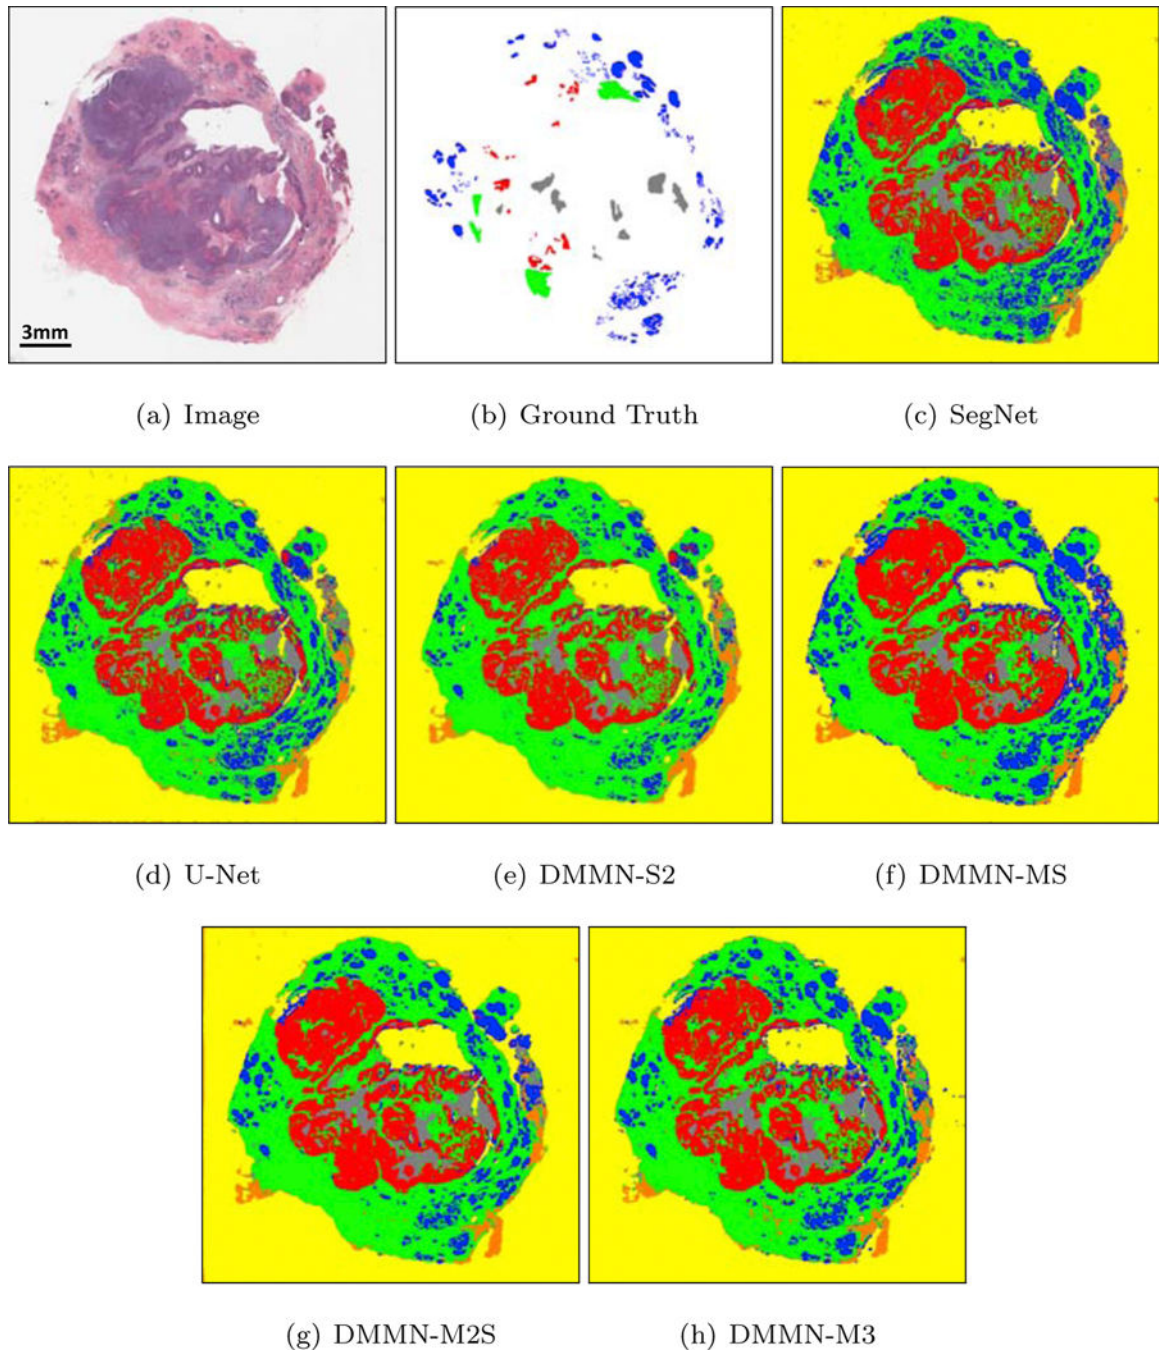 3mm
(a) Image
(b) Ground Truth
(c) SegNet
(d) U-Net
(e) DMMN-S2
(f) DMMN-MS
(g) DMMN-M2S
(h) DMMN-M3